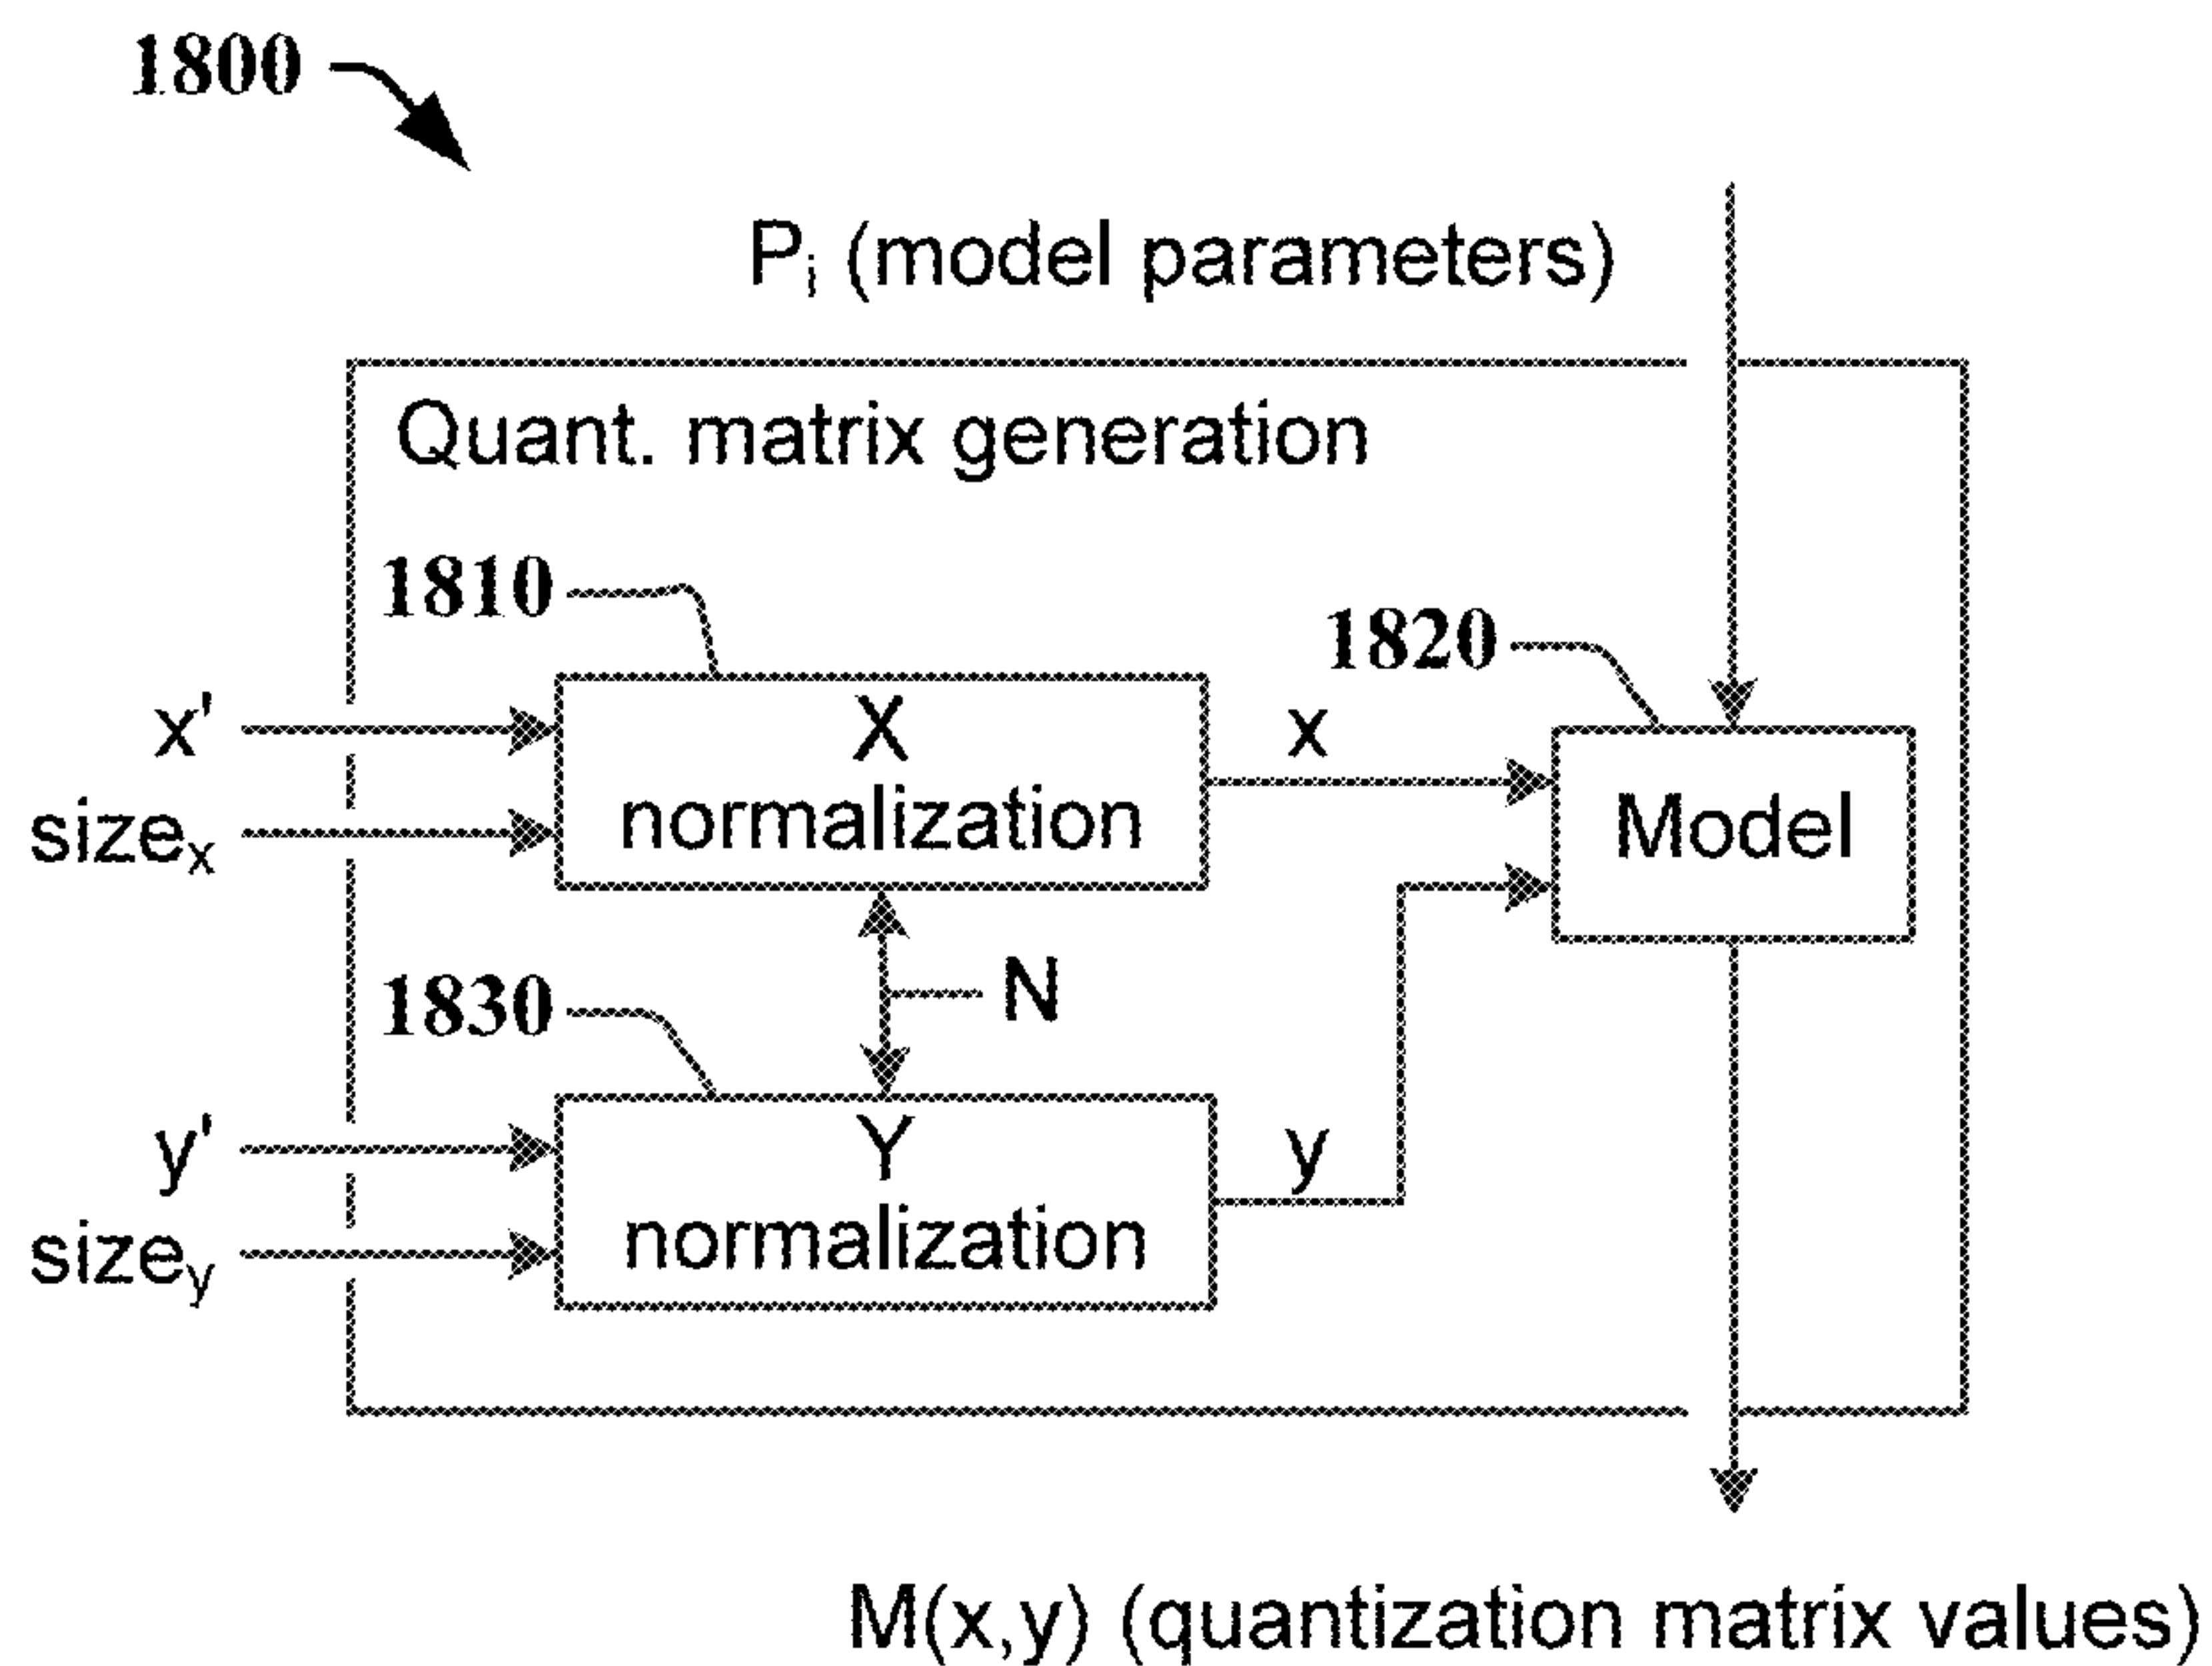 1800
Pi (model parameters)
Quant. matrix generation
1810
1820
x'
sizex
X
normalization
x
Model
N
1830
y'
sizey
Y
normalization
y
M(x,y) (quantization matrix values)